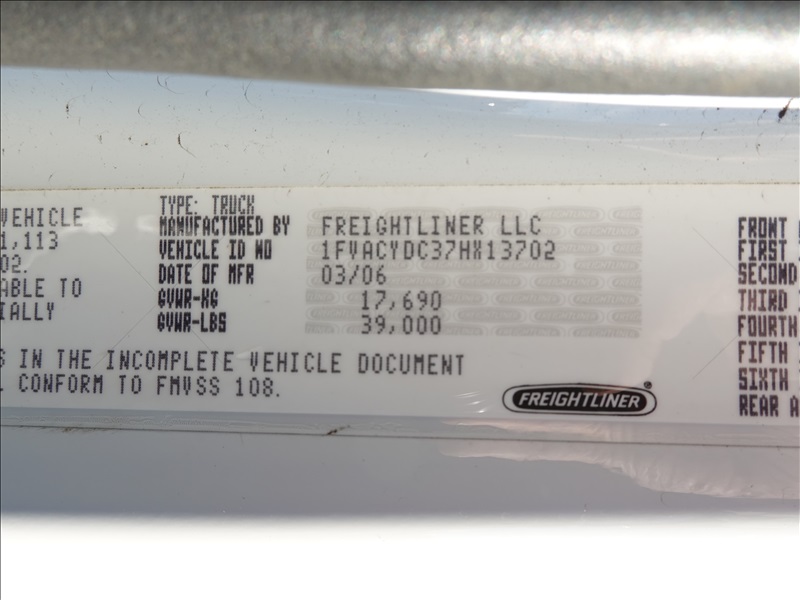 VEHICLE
1,113
02.
ABLE TO
IALLY
TYPE: TRUCK
MANUFACTURED BY FREIGHTLINER LLC
VEHICLE ID NO 1FVACYDC37HX13702
DATE OF MFR 03/06
GVWR-KG 17,690
GVWR-LBS 39,000
S IN THE INCOMPLETE VEHICLE DOCUMENT
L CONFORM TO FMVSS 108.
FREIGHTLINER®
FRONT
FIRST
SECOND
THIRD
FOURTH
FIFTH
SIXTH
REAR A